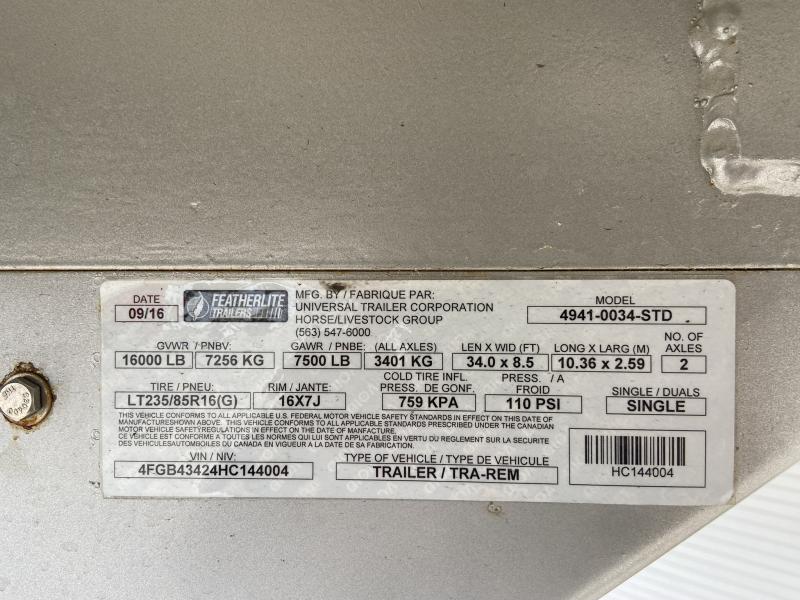 DATE
09/16
FEATHERLITE
TRAILERS
MFG. BY / FABRIQUE PAR:
UNIVERSAL TRAILER CORPORATION
HORSE/LIVESTOCK GROUP
(563) 547-6000
MODEL
4941-0034-STD
GVWR / PNBV:
16000 LB 7256 KG
GAWR / PNBE: (ALL AXLES)
7500 LB 3401 KG
LEN X WID (FT) LONG X LARG (M)
34.0 x 8.5 10.36 x 2.59
NO. OF
AXLES
2
TIRE / PNEU:
LT235/85R16(G)
RIM / JANTE:
16X7J
COLD TIRE INFL.
PRESS. DE GONF.
759 KPA
PRESS. / A
FROID
110 PSI
SINGLE / DUALS
SINGLE
THIS VEHICLE CONFORMS TO ALL APPLICABLE U.S. FEDERAL MOTOR VEHICLE SAFETY STANDARDS IN EFFECT ON THIS DATE OF
MANUFACTURESHOWN ABOVE. THIS VEHICLE CONFORMS TO ALL APPLICABLE STANDARDS PRESCRIBED UNDER THE CANADIAN
MOTOR VEHICLE SAFETYREGULATIONS IN EFFECT ON THE DATE OF MANUFACTURE.
CE VEHICULE EST CONFORME A TOUTES LES NORMES QUI LUI SONT APPLICABLES EN VERTU DU REGLEMENT SUR LA SECURITE
DES VEHICULESAUTOMOBILES DU CANADA EN VIGUEUR A LA DATE DE SA FABRICATION.
VIN / NIV:
4FGB43424HC144004
TYPE OF VEHICLE / TYPE DE VEHICULE
TRAILER / TRA-REM
HC144004